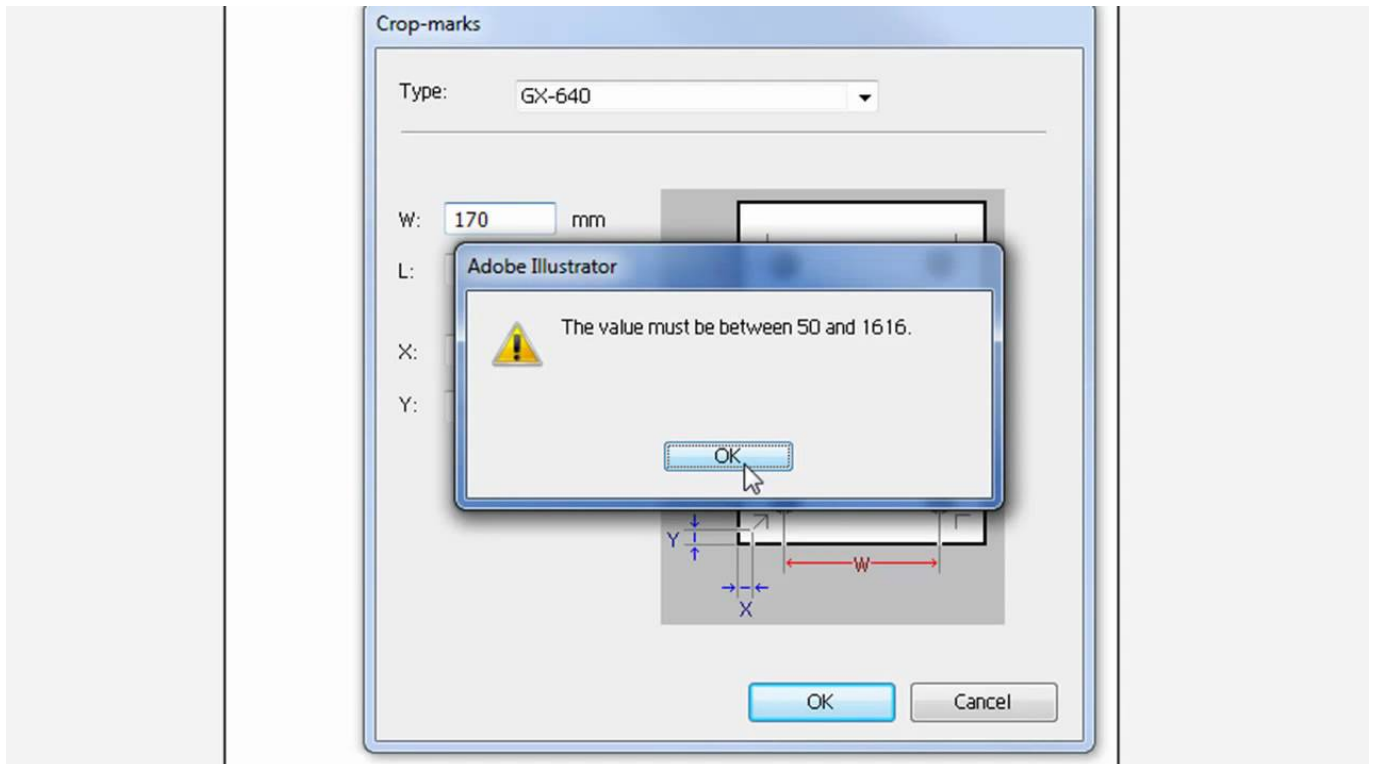 Crop-marks
Type: GX-640
W: 170 mm
L:
Adobe Illustrator
The value must be between 50 and 1616.
X:
Y:
OK
Y
W
X
OK Cancel